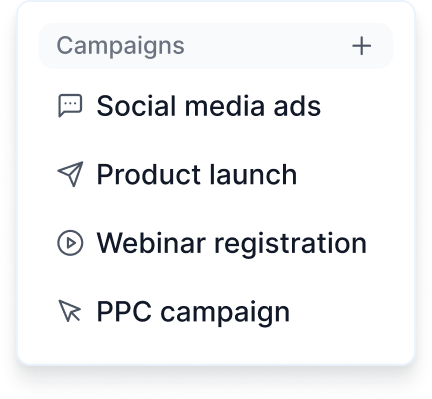 Campaigns
Social media ads
Product launch
Webinar registration
PPC campaign